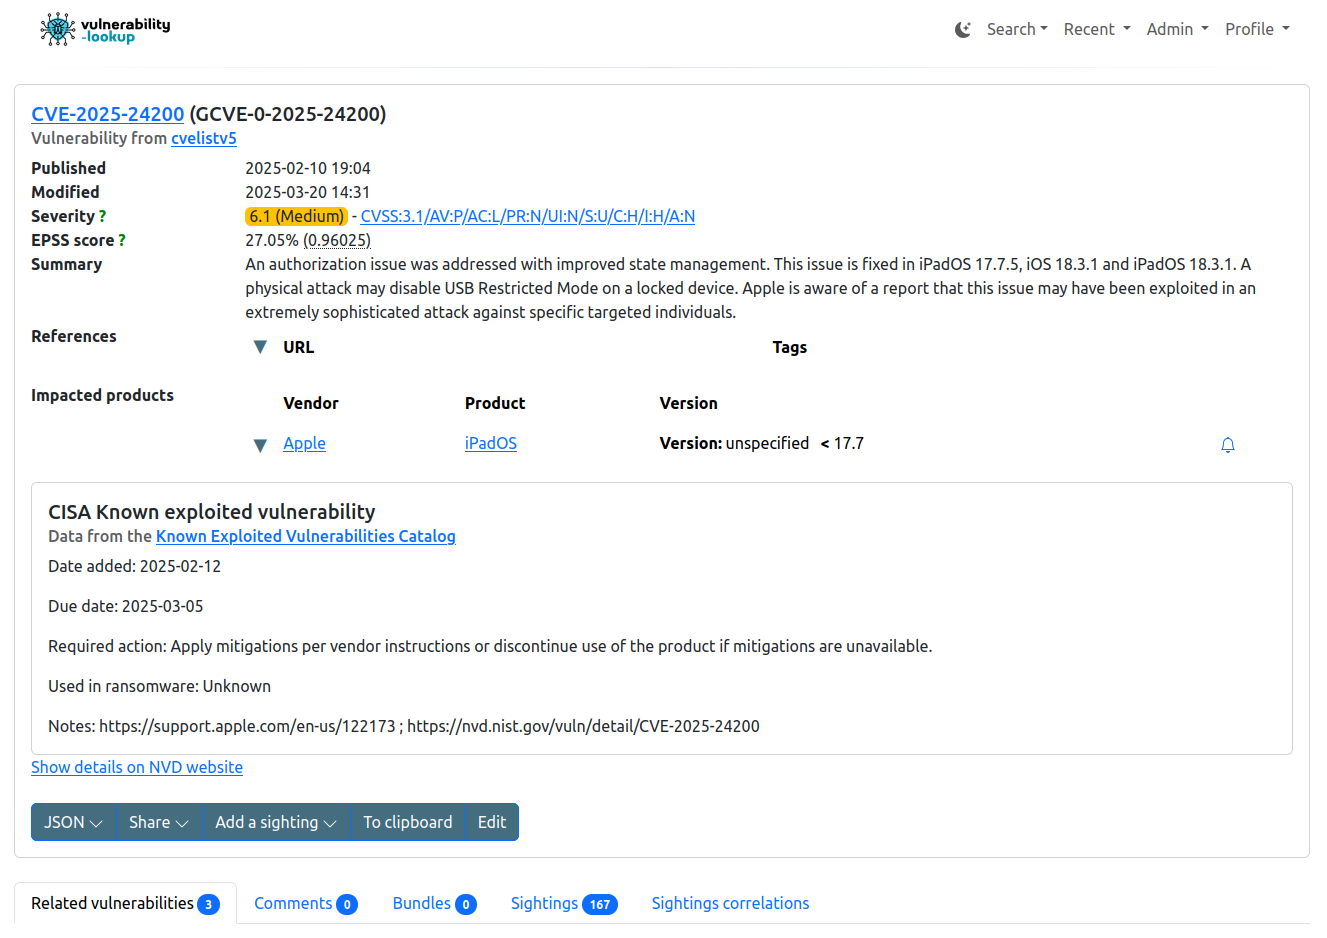 vulnerability
-lookup
Search Recent Admin Profile
CVE-2025-24200 (GCVE-0-2025-24200)
Vulnerability from cvelistv5
Published 2025-02-10 19:04
Modified 2025-03-20 14:31
Severity ? 6.1 (Medium) - CVSS:3.1/AV:P/AC:L/PR:N/UI:N/S:U/C:H/I:H/A:N
EPSS score ? 27.05% (0.96025)
Summary An authorization issue was addressed with improved state management. This issue is fixed in iPadOS 17.7.5, iOS 18.3.1 and iPadOS 18.3.1. A
physical attack may disable USB Restricted Mode on a locked device. Apple is aware of a report that this issue may have been exploited in an
extremely sophisticated attack against specific targeted individuals.
References
▼ URL Tags
Impacted products
Vendor Product Version
▼ Apple iPadOS Version: unspecified < 17.7
CISA Known exploited vulnerability
Data from the Known Exploited Vulnerabilities Catalog
Date added: 2025-02-12
Due date: 2025-03-05
Required action: Apply mitigations per vendor instructions or discontinue use of the product if mitigations are unavailable.
Used in ransomware: Unknown
Notes: https://support.apple.com/en-us/122173 ; https://nvd.nist.gov/vuln/detail/CVE-2025-24200
Show details on NVD website
JSON Share Add a sighting To clipboard Edit
Related vulnerabilities 3 Comments 0 Bundles 0 Sightings 167 Sightings correlations